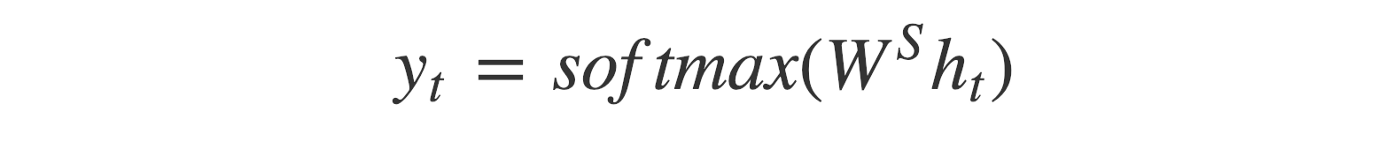 y_t = softmax(W^S h_t)